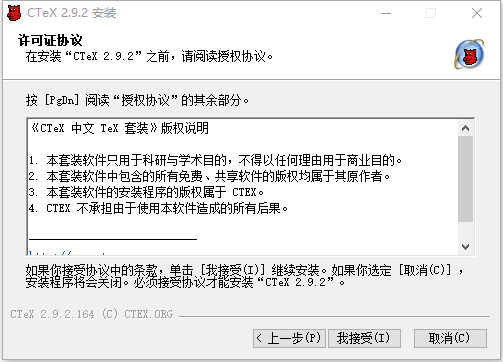 CTeX 2.9.2 安装
许可证协议
在安装“CTeX 2.9.2”之前，请阅读授权协议。
按 [PgDn] 阅读“授权协议”的其余部分。
《CTeX 中文 TeX 套装》版权说明
1. 本套装软件只用于科研与学术目的，不得以任何理由用于商业目的。
2. 本套装软件中包含的所有免费、共享软件的版权均属于其原作者。
3. 本套装软件的安装程序的版权属于 CTEX。
4. CTEX 不承担由于使用本软件造成的所有后果。
如果你接受协议中的条款，单击 [我接受(I)] 继续安装。如果你选定 [取消(C)] ，
安装程序将会关闭。必须接受协议才能安装“CTeX 2.9.2”。
CTeX 2.9.2.164 (C) CTEX.ORG
< 上一步(P) 我接受(I) 取消(C)